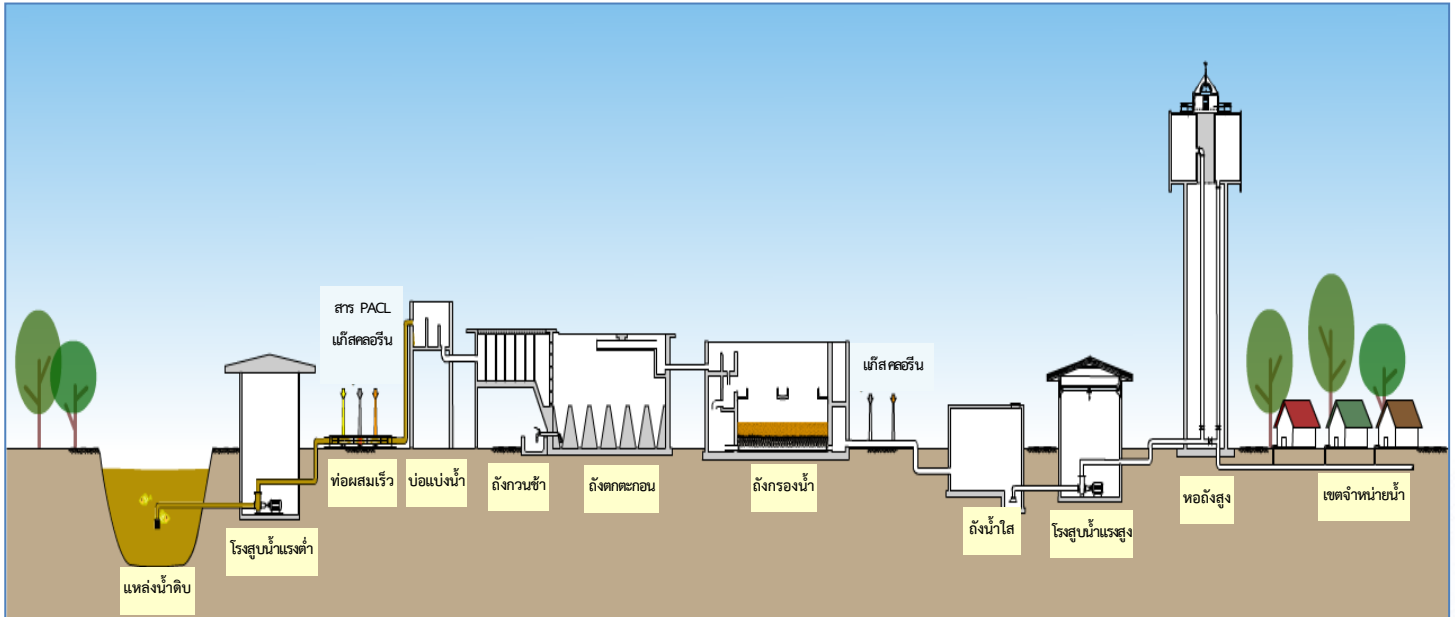 สาร PACL
แก๊สคลอรีน
แก๊สคลอรีน
แหล่งน้ำดิบ
โรงสูบน้ำแรงต่ำ
ท่อผสมเร็ว
บ่อแบ่งน้ำ
ถังกวนช้า
ถังตกตะกอน
ถังกรองน้ำ
ถังน้ำใส
โรงสูบน้ำแรงสูง
หอถังสูง
เขตจำหน่ายน้ำ